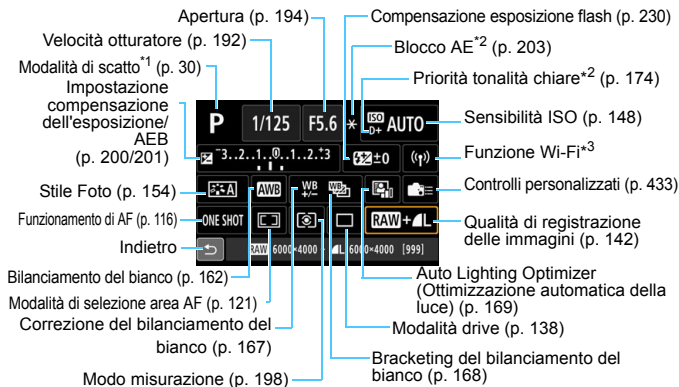 Apertura (p. 194)
Compensazione esposizione flash (p. 230)
Velocità otturatore (p. 192)
Blocco AE*2 (p. 203)
Modalità di scatto*1 (p. 30)
Priorità tonalità chiare*2 (p. 174)
Impostazione
compensazione
dell'esposizione/
AEB
(p. 200/201)
P 1/125 F5.6 * ISO D+ AUTO
Sensibilità ISO (p. 148)
-3..2..1..0..1..2.+3 ±0
Funzione Wi-Fi*3
Stile Foto (p. 154)
A AWB WB +/- WB
Controlli personalizzati (p. 433)
Funzionamento di AF (p. 116)
ONE SHOT RAW+L
Qualità di registrazione
delle immagini (p. 142)
Indietro
RAW 6000×4000 + L 6000×4000 [999]
Bilanciamento del bianco (p. 162)
Auto Lighting Optimizer
(Ottimizzazione automatica della
luce) (p. 169)
Modalità di selezione area AF (p. 121)
Correzione del bilanciamento del
bianco (p. 167)
Modalità drive (p. 138)
Bracketing del bilanciamento del
bianco (p. 168)
Modo misurazione (p. 198)